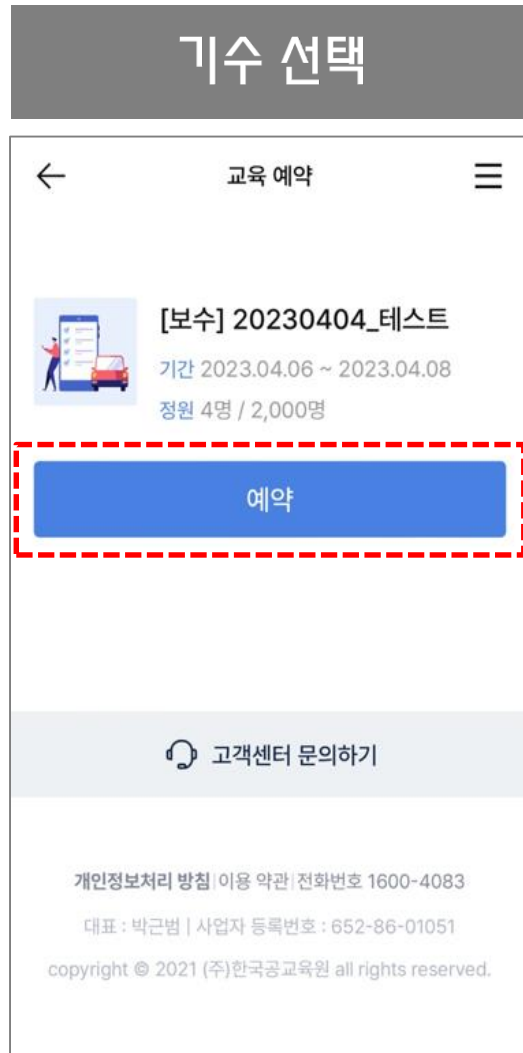 기수 선택
교육 예약
[보수] 20230404_테스트
기간 2023.04.06 ~ 2023.04.08
정원 4명 / 2,000명
예약
고객센터 문의하기
개인정보처리 방침|이용 약관|전화번호 1600-4083
대표 : 박근범 | 사업자 등록번호 : 652-86-01051
copyright © 2021 (주)한국공교육원 all rights reserved.